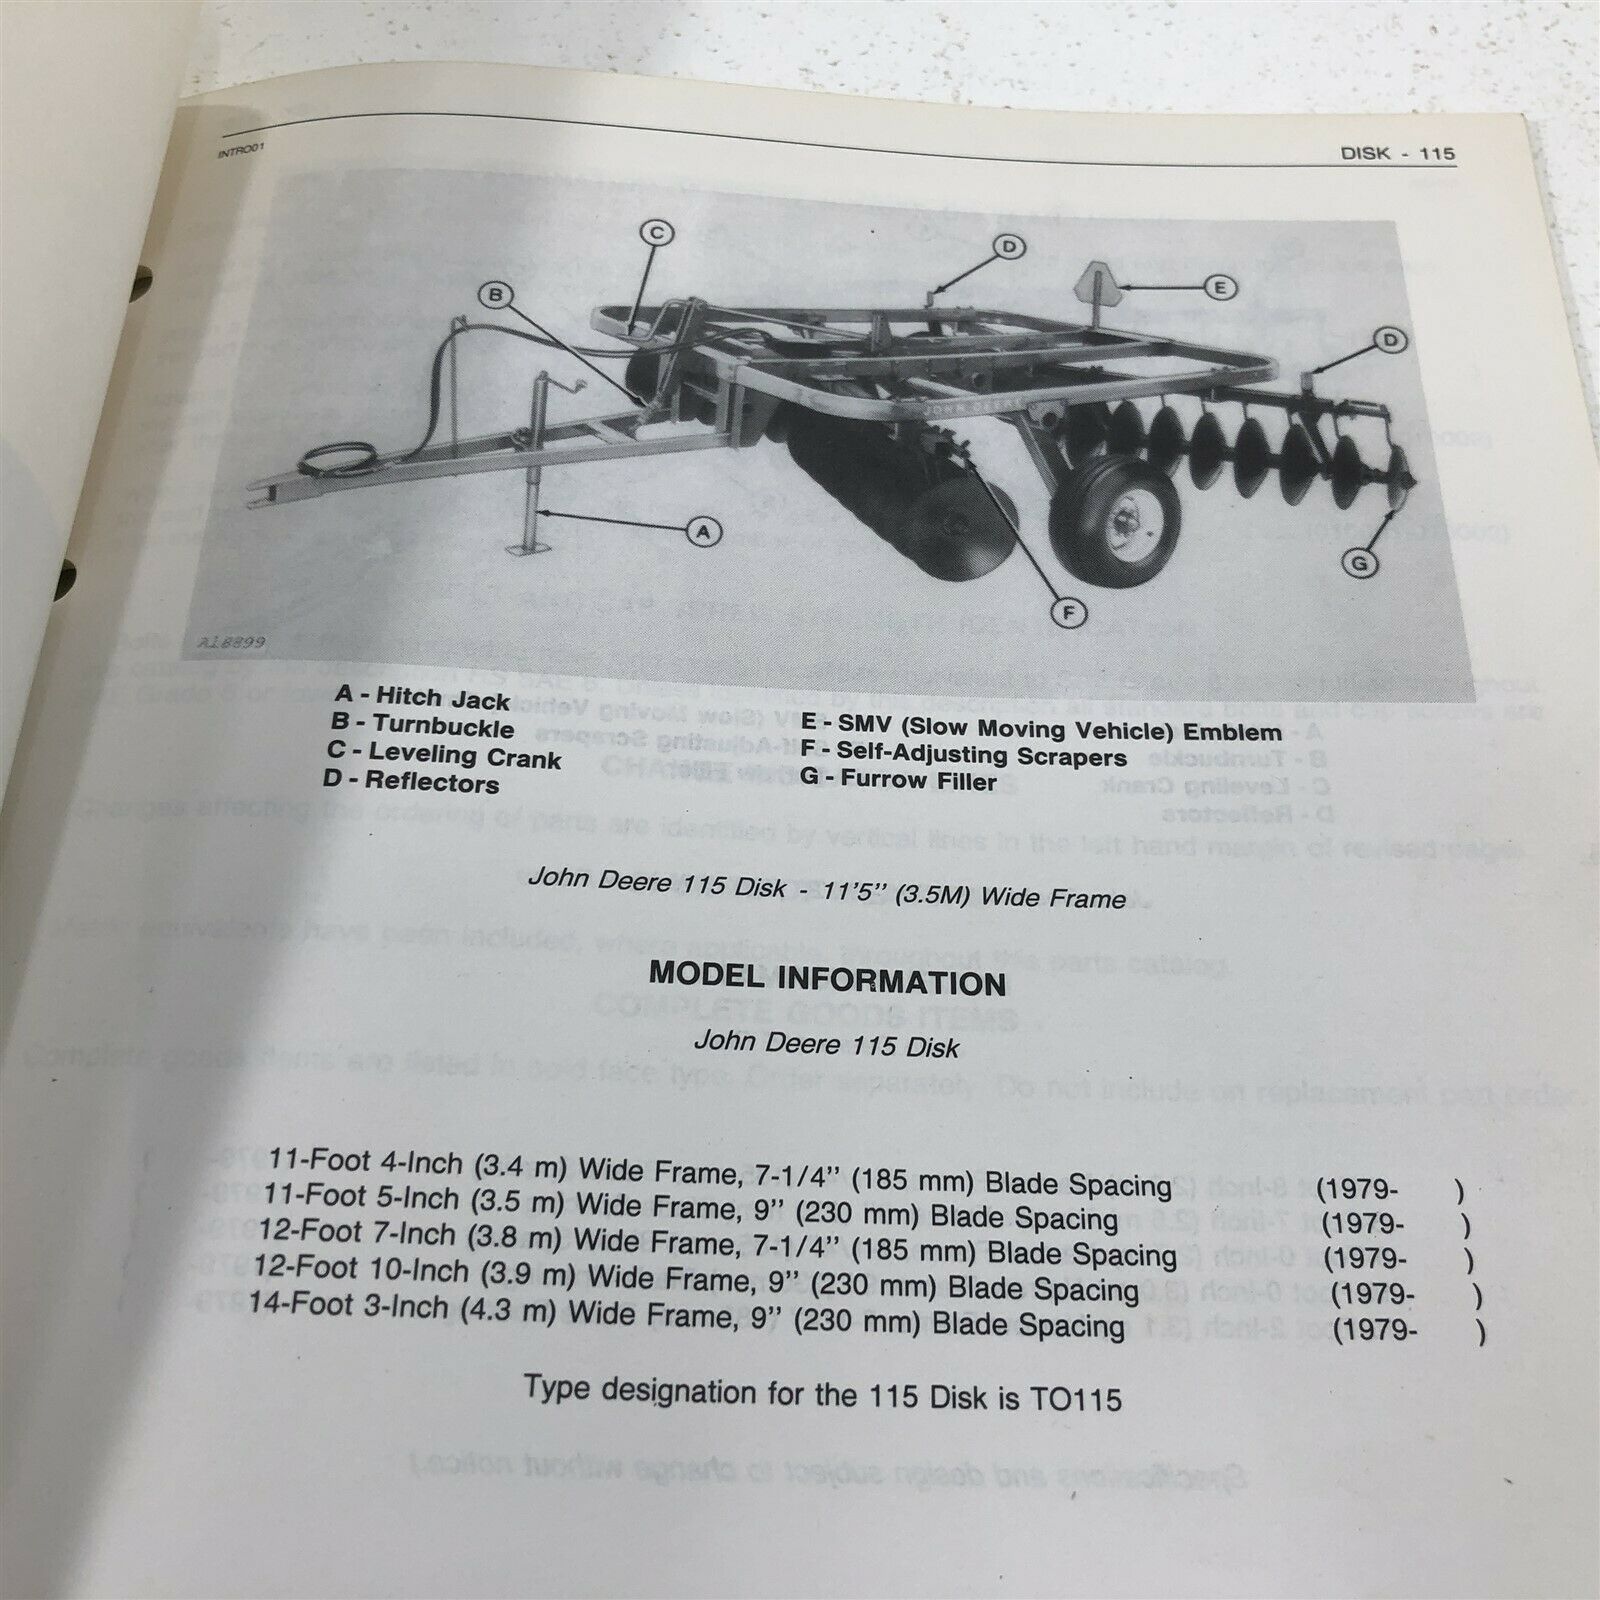 INTRO01
DISK - 115
C
D
B
E
D
JOHN DEERE
A
G
F
A18899
A - Hitch Jack
B - Turnbuckle
C - Leveling Crank
D - Reflectors
E - SMV (Slow Moving Vehicle) Emblem
F - Self-Adjusting Scrapers
G - Furrow Filler
John Deere 115 Disk - 11'5" (3.5M) Wide Frame
MODEL INFORMATION
John Deere 115 Disk
11-Foot 4-Inch (3.4 m) Wide Frame, 7-1/4" (185 mm) Blade Spacing (1979- )
11-Foot 5-Inch (3.5 m) Wide Frame, 9" (230 mm) Blade Spacing (1979- )
12-Foot 7-Inch (3.8 m) Wide Frame, 7-1/4" (185 mm) Blade Spacing (1979- )
12-Foot 10-Inch (3.9 m) Wide Frame, 9" (230 mm) Blade Spacing (1979- )
14-Foot 3-Inch (4.3 m) Wide Frame, 9" (230 mm) Blade Spacing (1979- )
Type designation for the 115 Disk is TO115